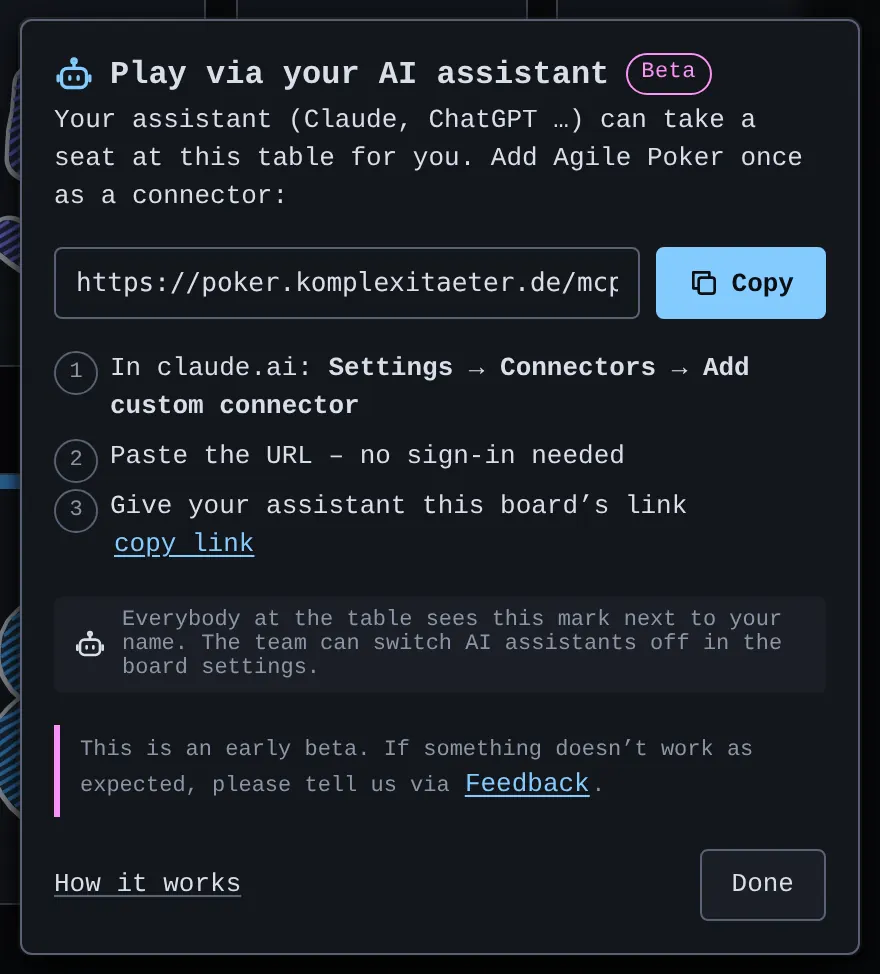 Play via your AI assistant Beta
Your assistant (Claude, ChatGPT …) can take a
seat at this table for you. Add Agile Poker once
as a connector:
https://poker.komplexitaeter.de/mcp
Copy
1 In claude.ai: Settings → Connectors → Add
custom connector
2 Paste the URL – no sign-in needed
3 Give your assistant this board’s link
copy link
Everybody at the table sees this mark next to your
name. The team can switch AI assistants off in the
board settings.
This is an early beta. If something doesn’t work as
expected, please tell us via Feedback.
How it works
Done